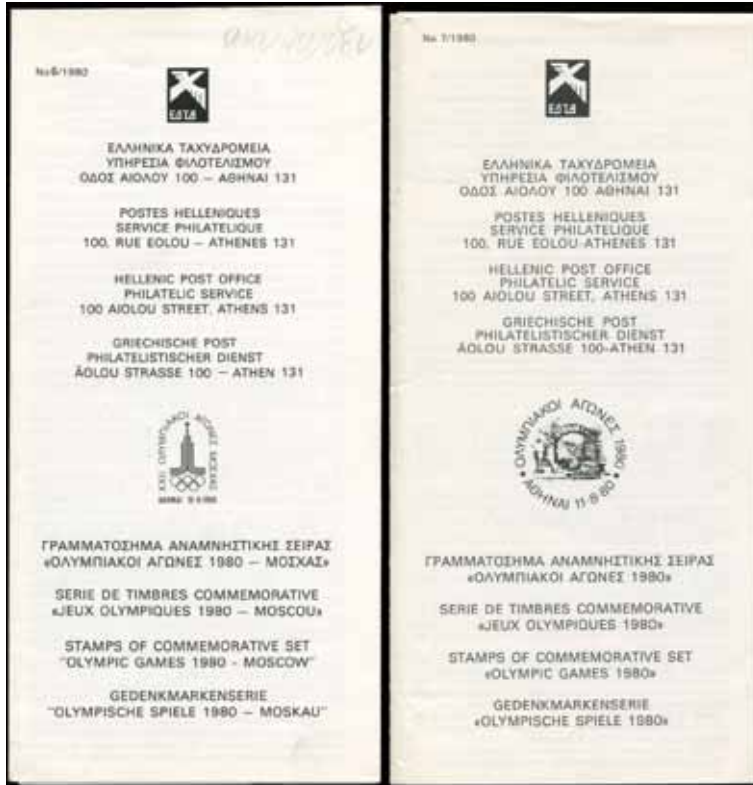 No 6/1980
ΕΛΤΑ
ΕΛΛΗΝΙΚΑ ΤΑΧΥΔΡΟΜΕΙΑ
ΥΠΗΡΕΣΙΑ ΦΙΛΟΤΕΛΙΣΜΟΥ
ΟΔΟΣ ΑΙΟΛΟΥ 100 – ΑΘΗΝΑΙ 131
POSTES HELLENIQUES
SERVICE PHILATELIQUE
100, RUE EOLOU – ATHENES 131
HELLENIC POST OFFICE
PHILATELIC SERVICE
100 AIOLOU STREET, ATHENS 131
GRIECHISCHE POST
PHILATELISTISCHER DIENST
ÄOLOU STRASSE 100 – ATHEN 131
XXII ΟΛΥΜΠΙΑΚΟΙ ΑΓΩΝΕΣ ΜΟΣΧΑΣ
ΓΡΑΜΜΑΤΟΣΗΜΑ ΑΝΑΜΝΗΣΤΙΚΗΣ ΣΕΙΡΑΣ
«ΟΛΥΜΠΙΑΚΟΙ ΑΓΩΝΕΣ 1980 – ΜΟΣΧΑΣ»
SERIE DE TIMBRES COMMEMORATIVE
«JEUX OLYMPIQUES 1980 – MOSCOU»
STAMPS OF COMMEMORATIVE SET
"OLYMPIC GAMES 1980 - MOSCOW"
GEDENKMARKENSERIE
"OLYMPISCHE SPIELE 1980 – MOSKAU"
No 7/1980
ΕΛΤΑ
ΕΛΛΗΝΙΚΑ ΤΑΧΥΔΡΟΜΕΙΑ
ΥΠΗΡΕΣΙΑ ΦΙΛΟΤΕΛΙΣΜΟΥ
ΟΔΟΣ ΑΙΟΛΟΥ 100 ΑΘΗΝΑΙ 131
POSTES HELLENIQUES
SERVICE PHILATELIQUE
100, RUE EOLOU-ATHENES 131
HELLENIC POST OFFICE
PHILATELIC SERVICE
100 AIOLOU STREET, ATHENS 131
GRIECHISCHE POST
PHILATELISTISCHER DIENST
ÄOLOU STRASSE 100-ATHEN 131
ΟΛΥΜΠΙΑΚΟΙ ΑΓΩΝΕΣ 1980
ΑΘΗΝΑΙ 11-8-80
ΓΡΑΜΜΑΤΟΣΗΜΑ ΑΝΑΜΝΗΣΤΙΚΗΣ ΣΕΙΡΑΣ
«ΟΛΥΜΠΙΑΚΟΙ ΑΓΩΝΕΣ 1980»
SERIE DE TIMBRES COMMEMORATIVE
«JEUX OLYMPIQUES 1980»
STAMPS OF COMMEMORATIVE SET
«OLYMPIC GAMES 1980»
GEDENKMARKENSERIE
«OLYMPISCHE SPIELE 1980»